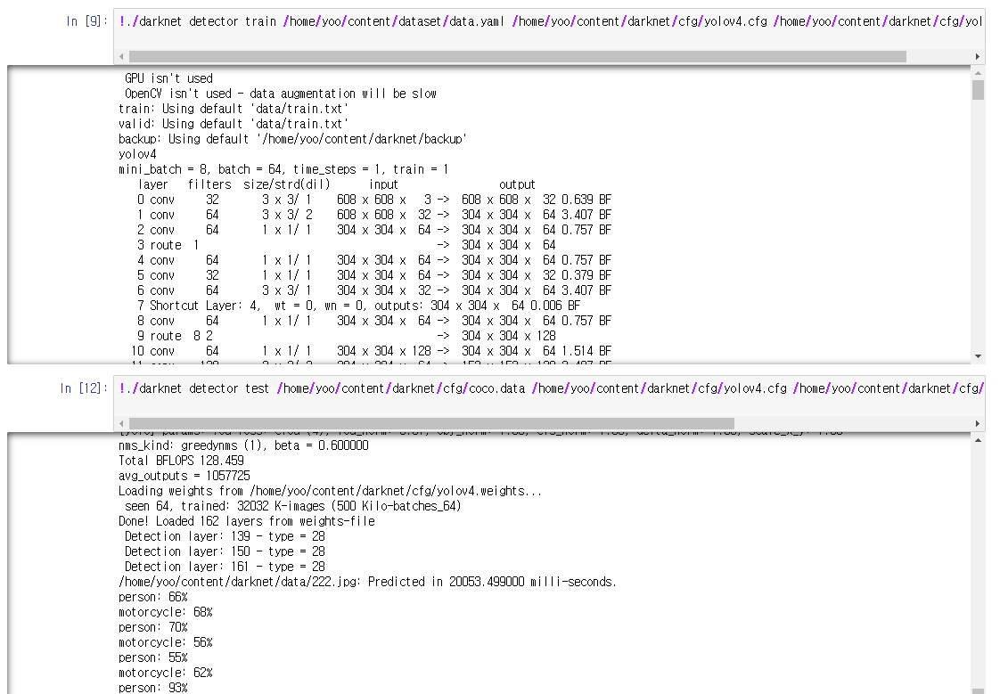 In [9]: !./darknet detector train /home/yoo/content/dataset/data.yaml /home/yoo/content/darknet/cfg/yolov4.cfg /home/yoo/content/darknet/cfg/yol
GPU isn't used
OpenCV isn't used - data augmentation will be slow
train: Using default 'data/train.txt'
valid: Using default 'data/train.txt'
backup: Using default '/home/yoo/content/darknet/backup'
yolov4
mini_batch = 8, batch = 64, time_steps = 1, train = 1
layer filters size/strd(dil) input output
0 conv 32 3 x 3/ 1 608 x 608 x 3 -> 608 x 608 x 32 0.639 BF
1 conv 64 3 x 3/ 2 608 x 608 x 32 -> 304 x 304 x 64 3.407 BF
2 conv 64 1 x 1/ 1 304 x 304 x 64 -> 304 x 304 x 64 0.757 BF
3 route 1 -> 304 x 304 x 64
4 conv 64 1 x 1/ 1 304 x 304 x 64 -> 304 x 304 x 64 0.757 BF
5 conv 32 1 x 1/ 1 304 x 304 x 64 -> 304 x 304 x 32 0.379 BF
6 conv 64 3 x 3/ 1 304 x 304 x 32 -> 304 x 304 x 64 3.407 BF
7 Shortcut Layer: 4, wt = 0, wn = 0, outputs: 304 x 304 x 64 0.006 BF
8 conv 64 1 x 1/ 1 304 x 304 x 64 -> 304 x 304 x 64 0.757 BF
9 route 8 2 -> 304 x 304 x 128
10 conv 64 1 x 1/ 1 304 x 304 x 128 -> 304 x 304 x 64 1.514 BF
In [12]: !./darknet detector test /home/yoo/content/darknet/cfg/coco.data /home/yoo/content/darknet/cfg/yolov4.cfg /home/yoo/content/darknet/cfg/
nms_kind: greedynms (1), beta = 0.600000
Total BFLOPS 128.459
avg_outputs = 1057725
Loading weights from /home/yoo/content/darknet/cfg/yolov4.weights...
seen 64, trained: 32032 K-images (500 Kilo-batches_64)
Done! Loaded 162 layers from weights-file
Detection layer: 139 - type = 28
Detection layer: 150 - type = 28
Detection layer: 161 - type = 28
/home/yoo/content/darknet/data/222.jpg: Predicted in 20053.499000 milli-seconds.
person: 66%
motorcycle: 68%
person: 70%
motorcycle: 56%
person: 55%
motorcycle: 62%
person: 93%